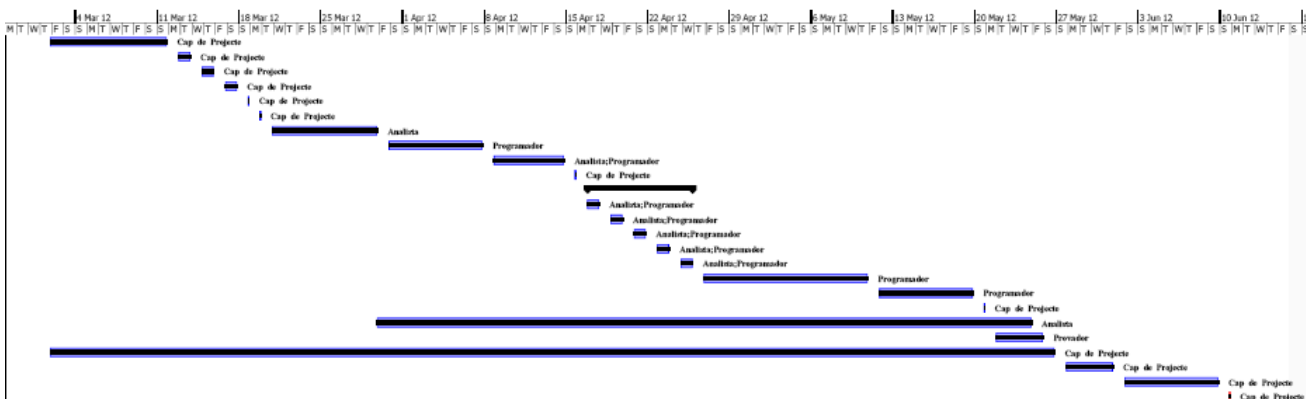 4 Mar 12 11 Mar 12 18 Mar 12 25 Mar 12 1 Apr 12 8 Apr 12 15 Apr 12 22 Apr 12 29 Apr 12 6 May 12 13 May 12 20 May 12 27 May 12 3 Jun 12 10 Jun 12
M T W T F S S M T W T F S S M T W T F S S M T W T F S S M T W T F S S M T W T F S S M T W T F S S M T W T F S S M T W T F S S M T W T F S S M T W T F S S M T W T F S S M T W T F S S M T W T F S S M T W T F S S M T W T F S
Cap de Projecte
Cap de Projecte
Cap de Projecte
Cap de Projecte
Cap de Projecte
Cap de Projecte
Analista
Programador
Analista;Programador
Cap de Projecte
Analista;Programador
Analista;Programador
Analista;Programador
Analista;Programador
Analista;Programador
Programador
Programador
Cap de Projecte
Analista
Provador
Cap de Projecte
Cap de Projecte
Cap de Projecte
Cap de Projecte